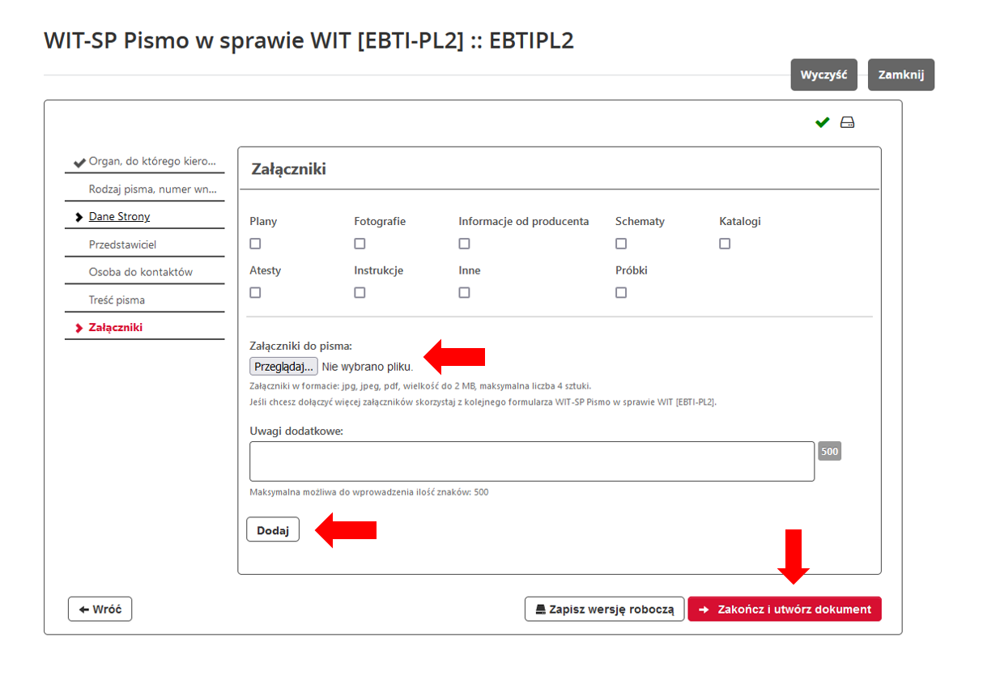 WIT-SP Pismo w sprawie WIT [EBTI-PL2] :: EBTIPL2
Wyczyść
Zamknij
Organ, do którego kiero...
Rodzaj pisma, numer wn...
Dane Strony
Przedstawiciel
Osoba do kontaktów
Treść pisma
Załączniki
Załączniki
Plany Fotografie Informacje od producenta Schematy Katalogi
Atesty Instrukcje Inne Próbki
Załączniki do pisma:
Przeglądaj... Nie wybrano pliku.
Załączniki w formacie: jpg, jpeg, pdf, wielkość do 2 MB, maksymalna liczba 4 sztuki.
Jeśli chcesz dołączyć więcej załączników skorzystaj z kolejnego formularza WIT-SP Pismo w sprawie WIT [EBTI-PL2].
Uwagi dodatkowe:
500
Maksymalna możliwa do wprowadzenia ilość znaków: 500
Dodaj
Wróć
Zapisz wersję roboczą
Zakończ i utwórz dokument